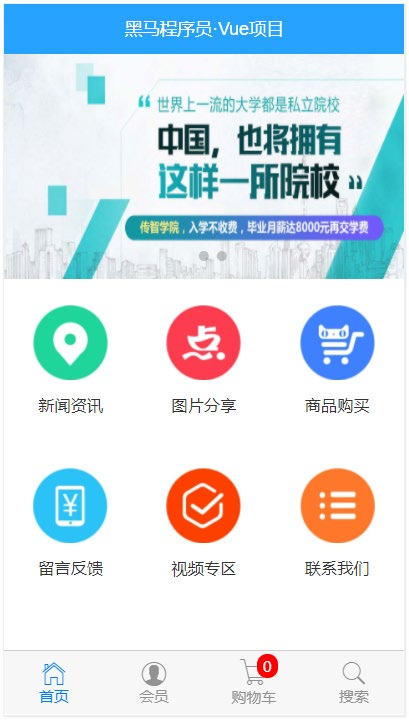 黑马程序员·Vue项目
“世界上一流的大学都是私立院校
中国，也将拥有
这样一所院校”
传智学院，入学不收费，毕业月薪达8000元再交学费
新闻资讯 图片分享 商品购买
留言反馈 视频专区 联系我们
0
首页 会员 购物车 搜索